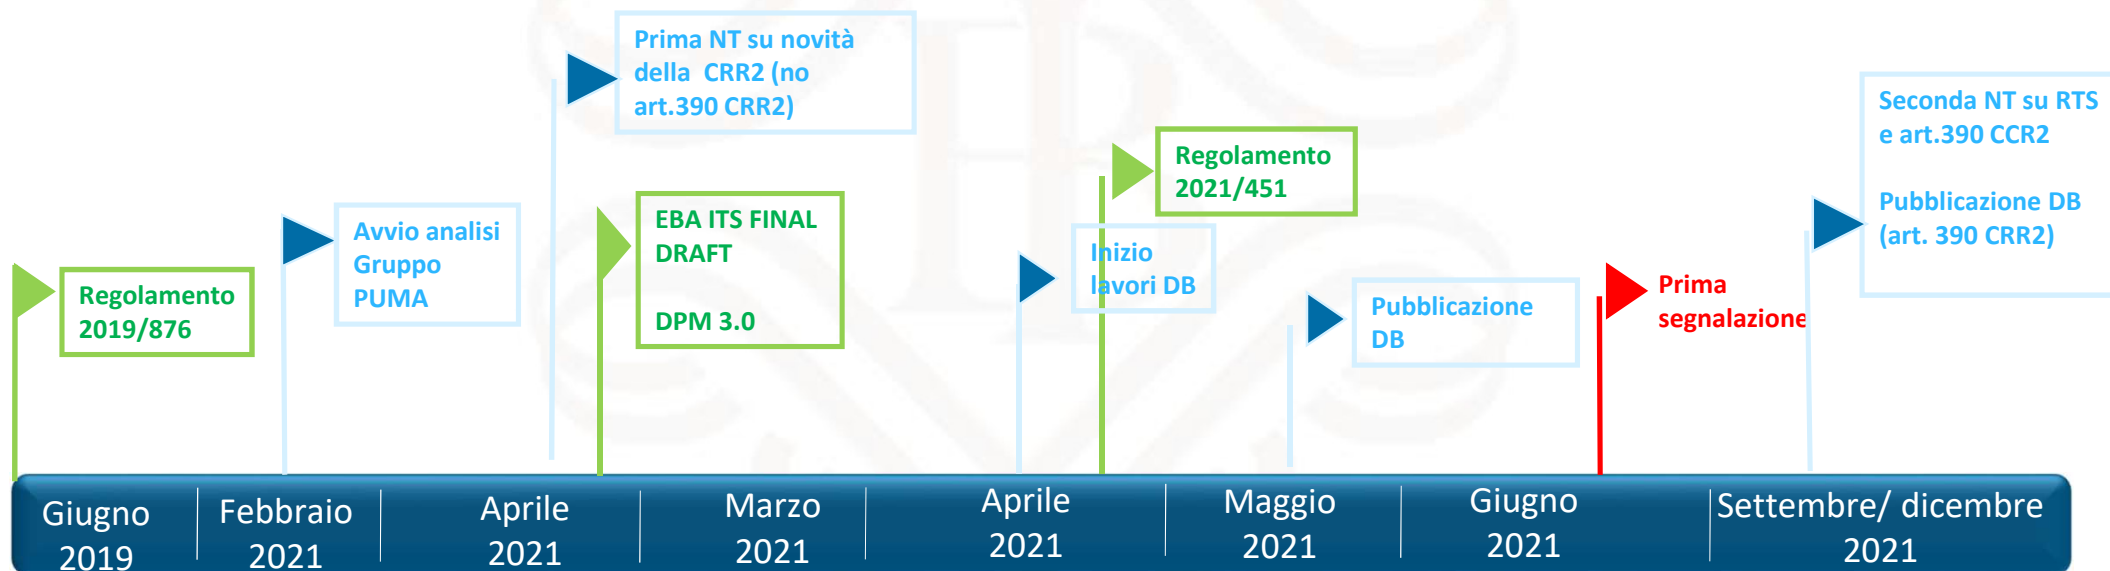 Regolamento
2019/876
Avvio analisi
Gruppo
PUMA
Prima NT su novità
della CRR2 (no
art.390 CRR2)
EBA ITS FINAL
DRAFT
DPM 3.0
Inizio
lavori DB
Regolamento
2021/451
Pubblicazione
DB
Prima
segnalazione
Seconda NT su RTS
e art.390 CCR2
Pubblicazione DB
(art. 390 CRR2)
Giugno
2019
Febbraio
2021
Aprile
2021
Marzo
2021
Aprile
2021
Maggio
2021
Giugno
2021
Settembre/ dicembre
2021